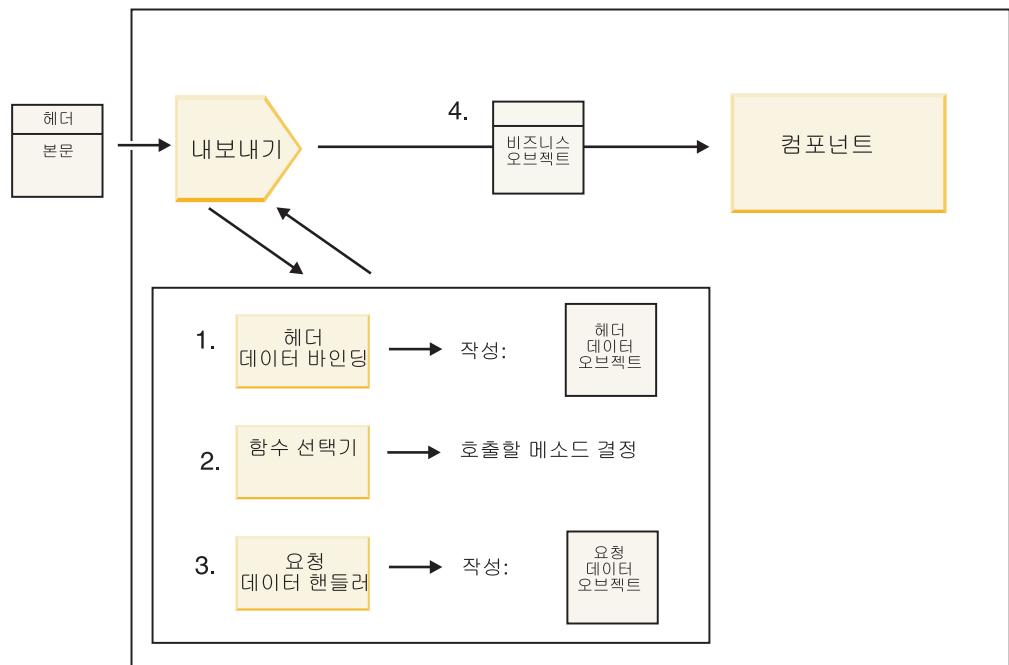 헤더
본문
내보내기
4.
비즈니스
오브젝트
컴포넌트
1.
헤더
데이터 바인딩
작성:
헤더
데이터
오브젝트
2.
함수 선택기
호출할 메소드 결정
3.
요청
데이터 핸들러
작성:
요청
데이터
오브젝트